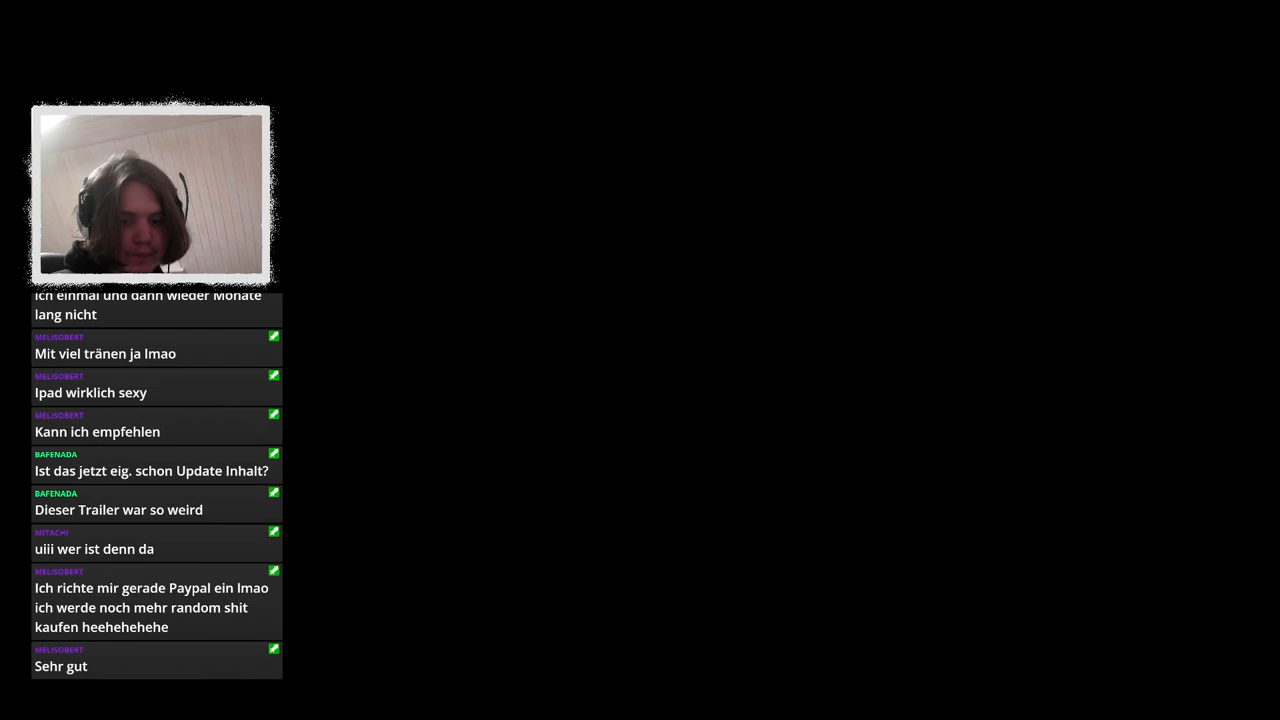 ich einmal und dann wieder Monate
lang nicht
MELISOBERT
Mit viel tränen ja lmao
MELISOBERT
Ipad wirklich sexy
MELISOBERT
Kann ich empfehlen
BAFENADA
Ist das jetzt eig. schon Update Inhalt?
BAFENADA
Dieser Trailer war so weird
MITACHI
uiii wer ist denn da
MELISOBERT
Ich richte mir gerade Paypal ein lmao
ich werde noch mehr random shit
kaufen heehehehehe
MELISOBERT
Sehr gut